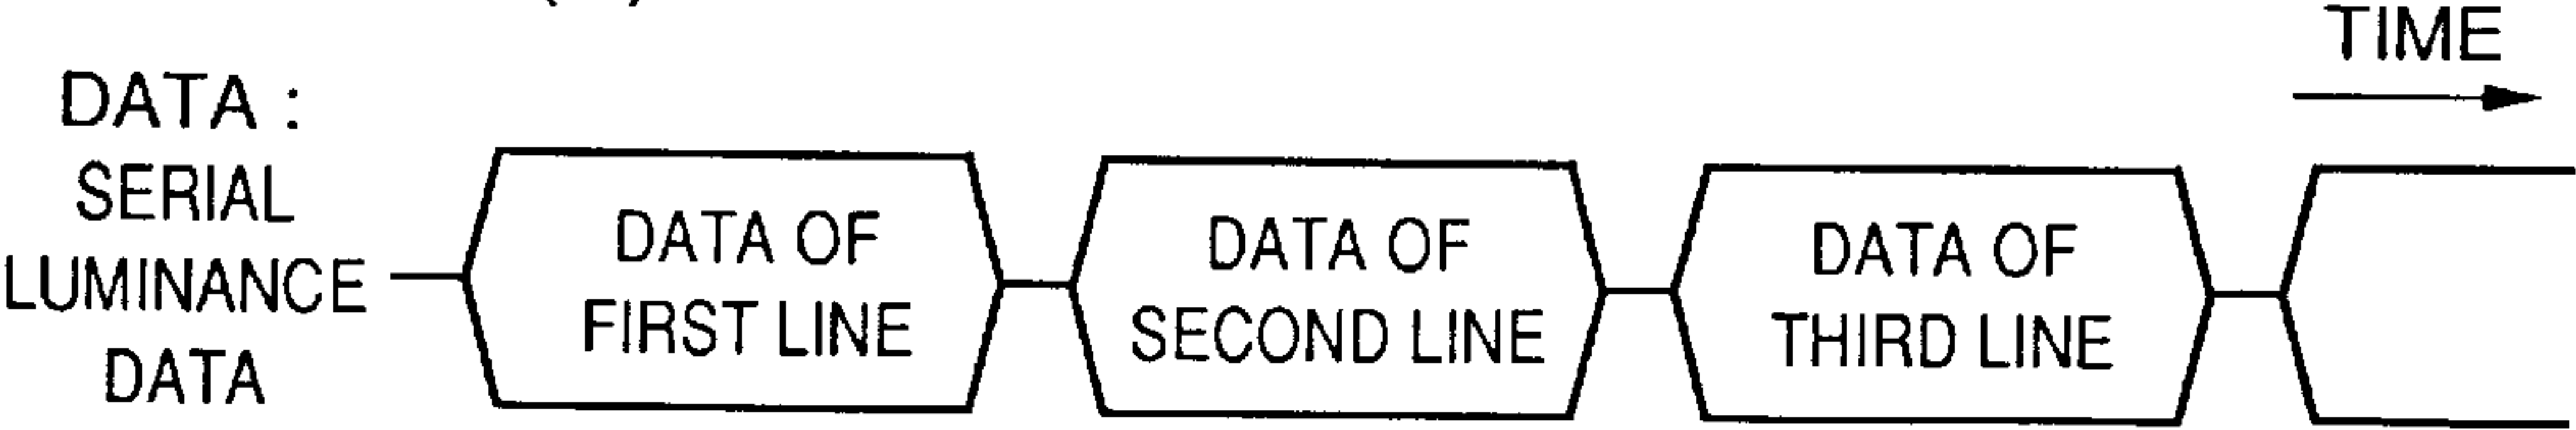 TIME
DATA :
SERIAL
LUMINANCE
DATA
DATA OF
FIRST LINE
DATA OF
SECOND LINE
DATA OF
THIRD LINE